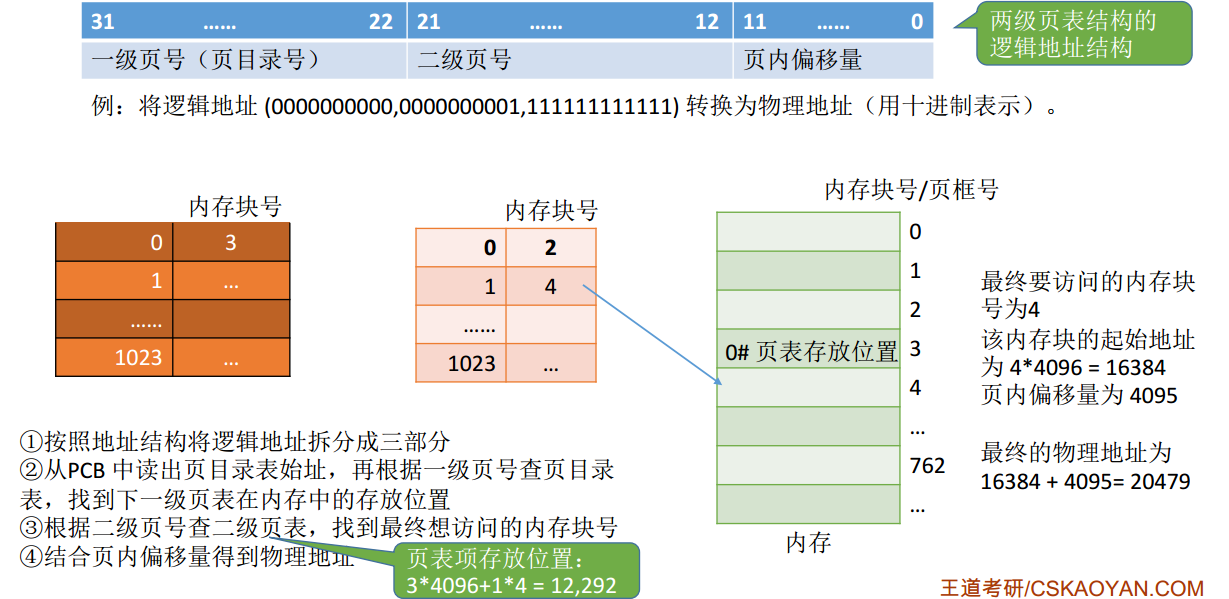 31 …… 22 21 …… 12 11 …… 0
一级页号（页目录号） 二级页号 页内偏移量
两级页表结构的
逻辑地址结构
例：将逻辑地址 (0000000000,0000000001,111111111111) 转换为物理地址（用十进制表示）。
内存块号
0 3
1 …
……
1023 …
内存块号
0 2
1 4
……
1023 …
内存块号/页框号
0
1
2
0# 页表存放位置 3
4
…
762
…
内存
最终要访问的内存块
号为4
该内存块的起始地址
为 4*4096 = 16384
页内偏移量为 4095
最终的物理地址为
16384 + 4095= 20479
①按照地址结构将逻辑地址拆分成三部分
②从PCB 中读出页目录表始址，再根据一级页号查页目录
表，找到下一级页表在内存中的存放位置
③根据二级页号查二级页表，找到最终想访问的内存块号
④结合页内偏移量得到物理地址
页表项存放位置：
3*4096+1*4 = 12,292
王道考研/CSKAOYAN.COM